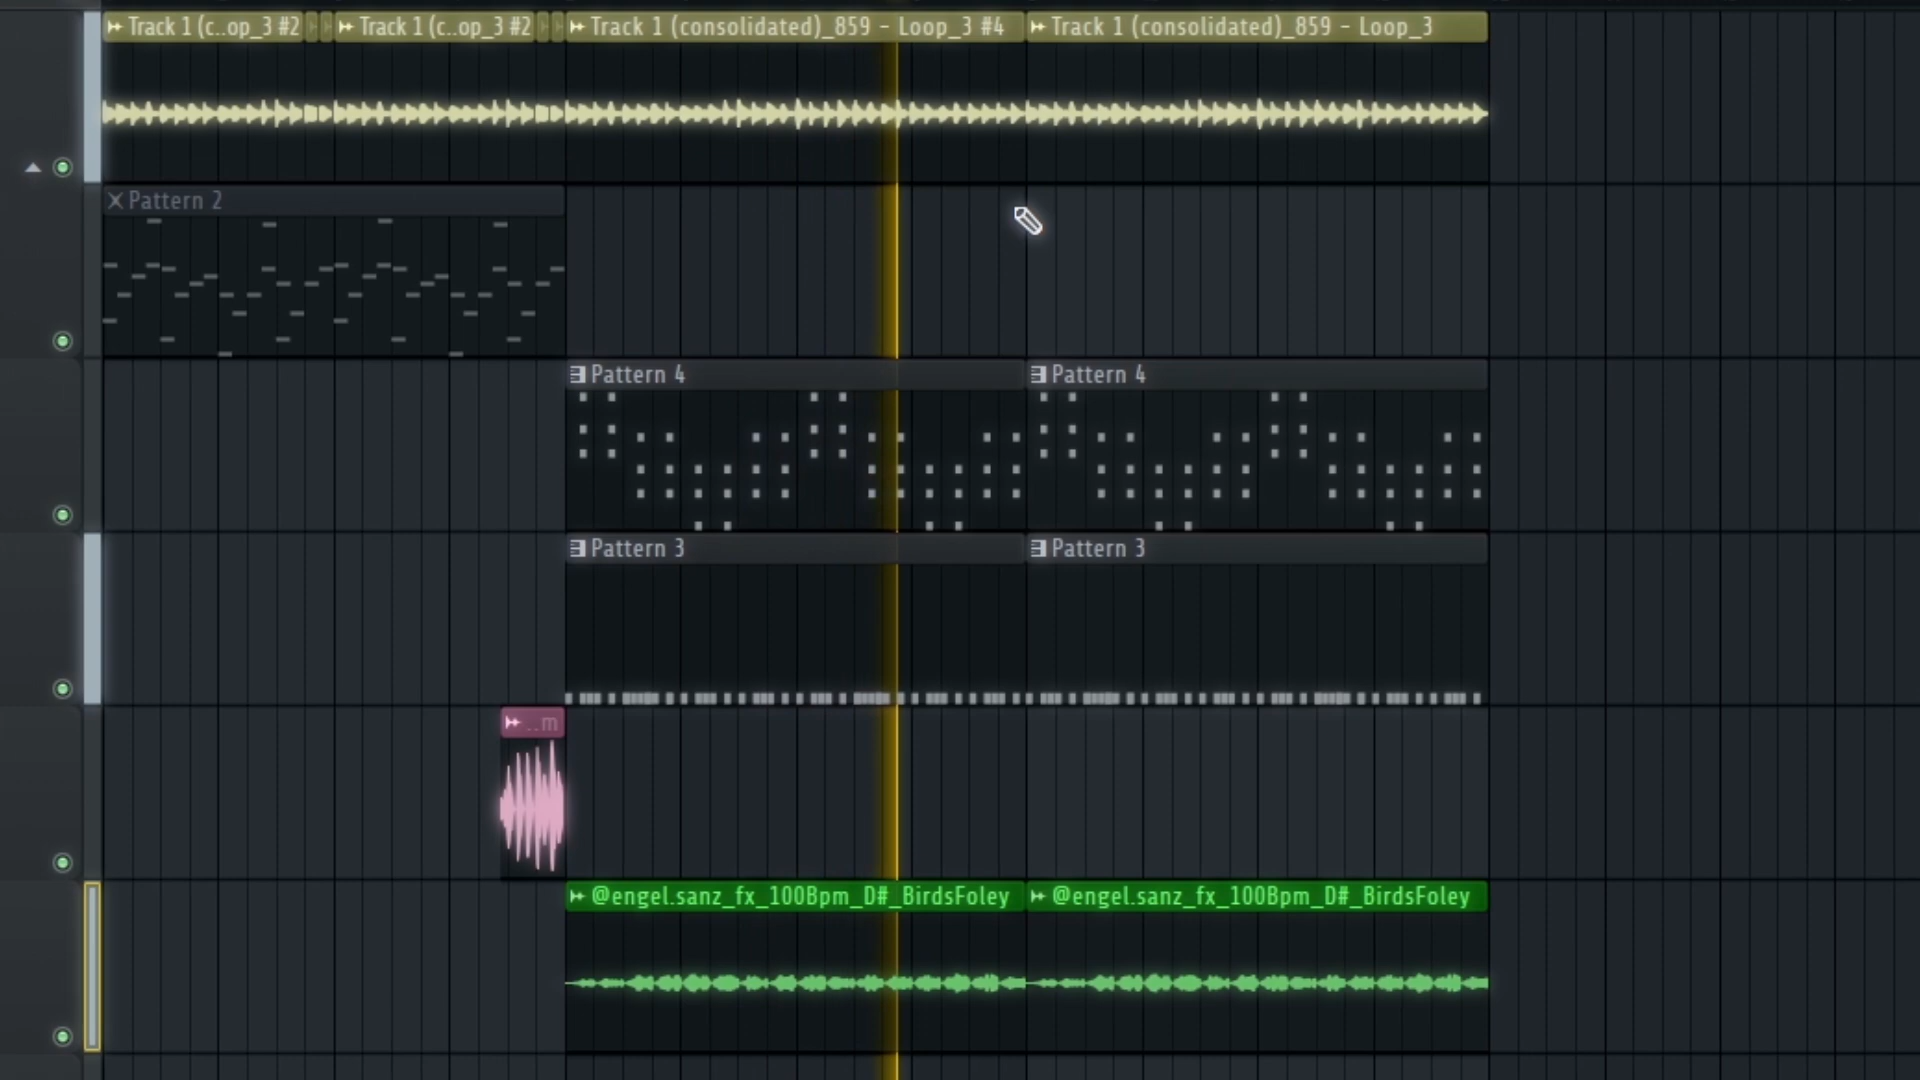 Track 1 (c..op_3 #2
Track 1 (c..op_3 #2
Track 1 (consolidated)_859 - Loop_3 #4
Track 1 (consolidated)_859 - Loop_3
Pattern 2
Pattern 4
Pattern 4
Pattern 3
Pattern 3
..m
@engel.sanz_fx_100Bpm_D#_BirdsFoley
@engel.sanz_fx_100Bpm_D#_BirdsFoley